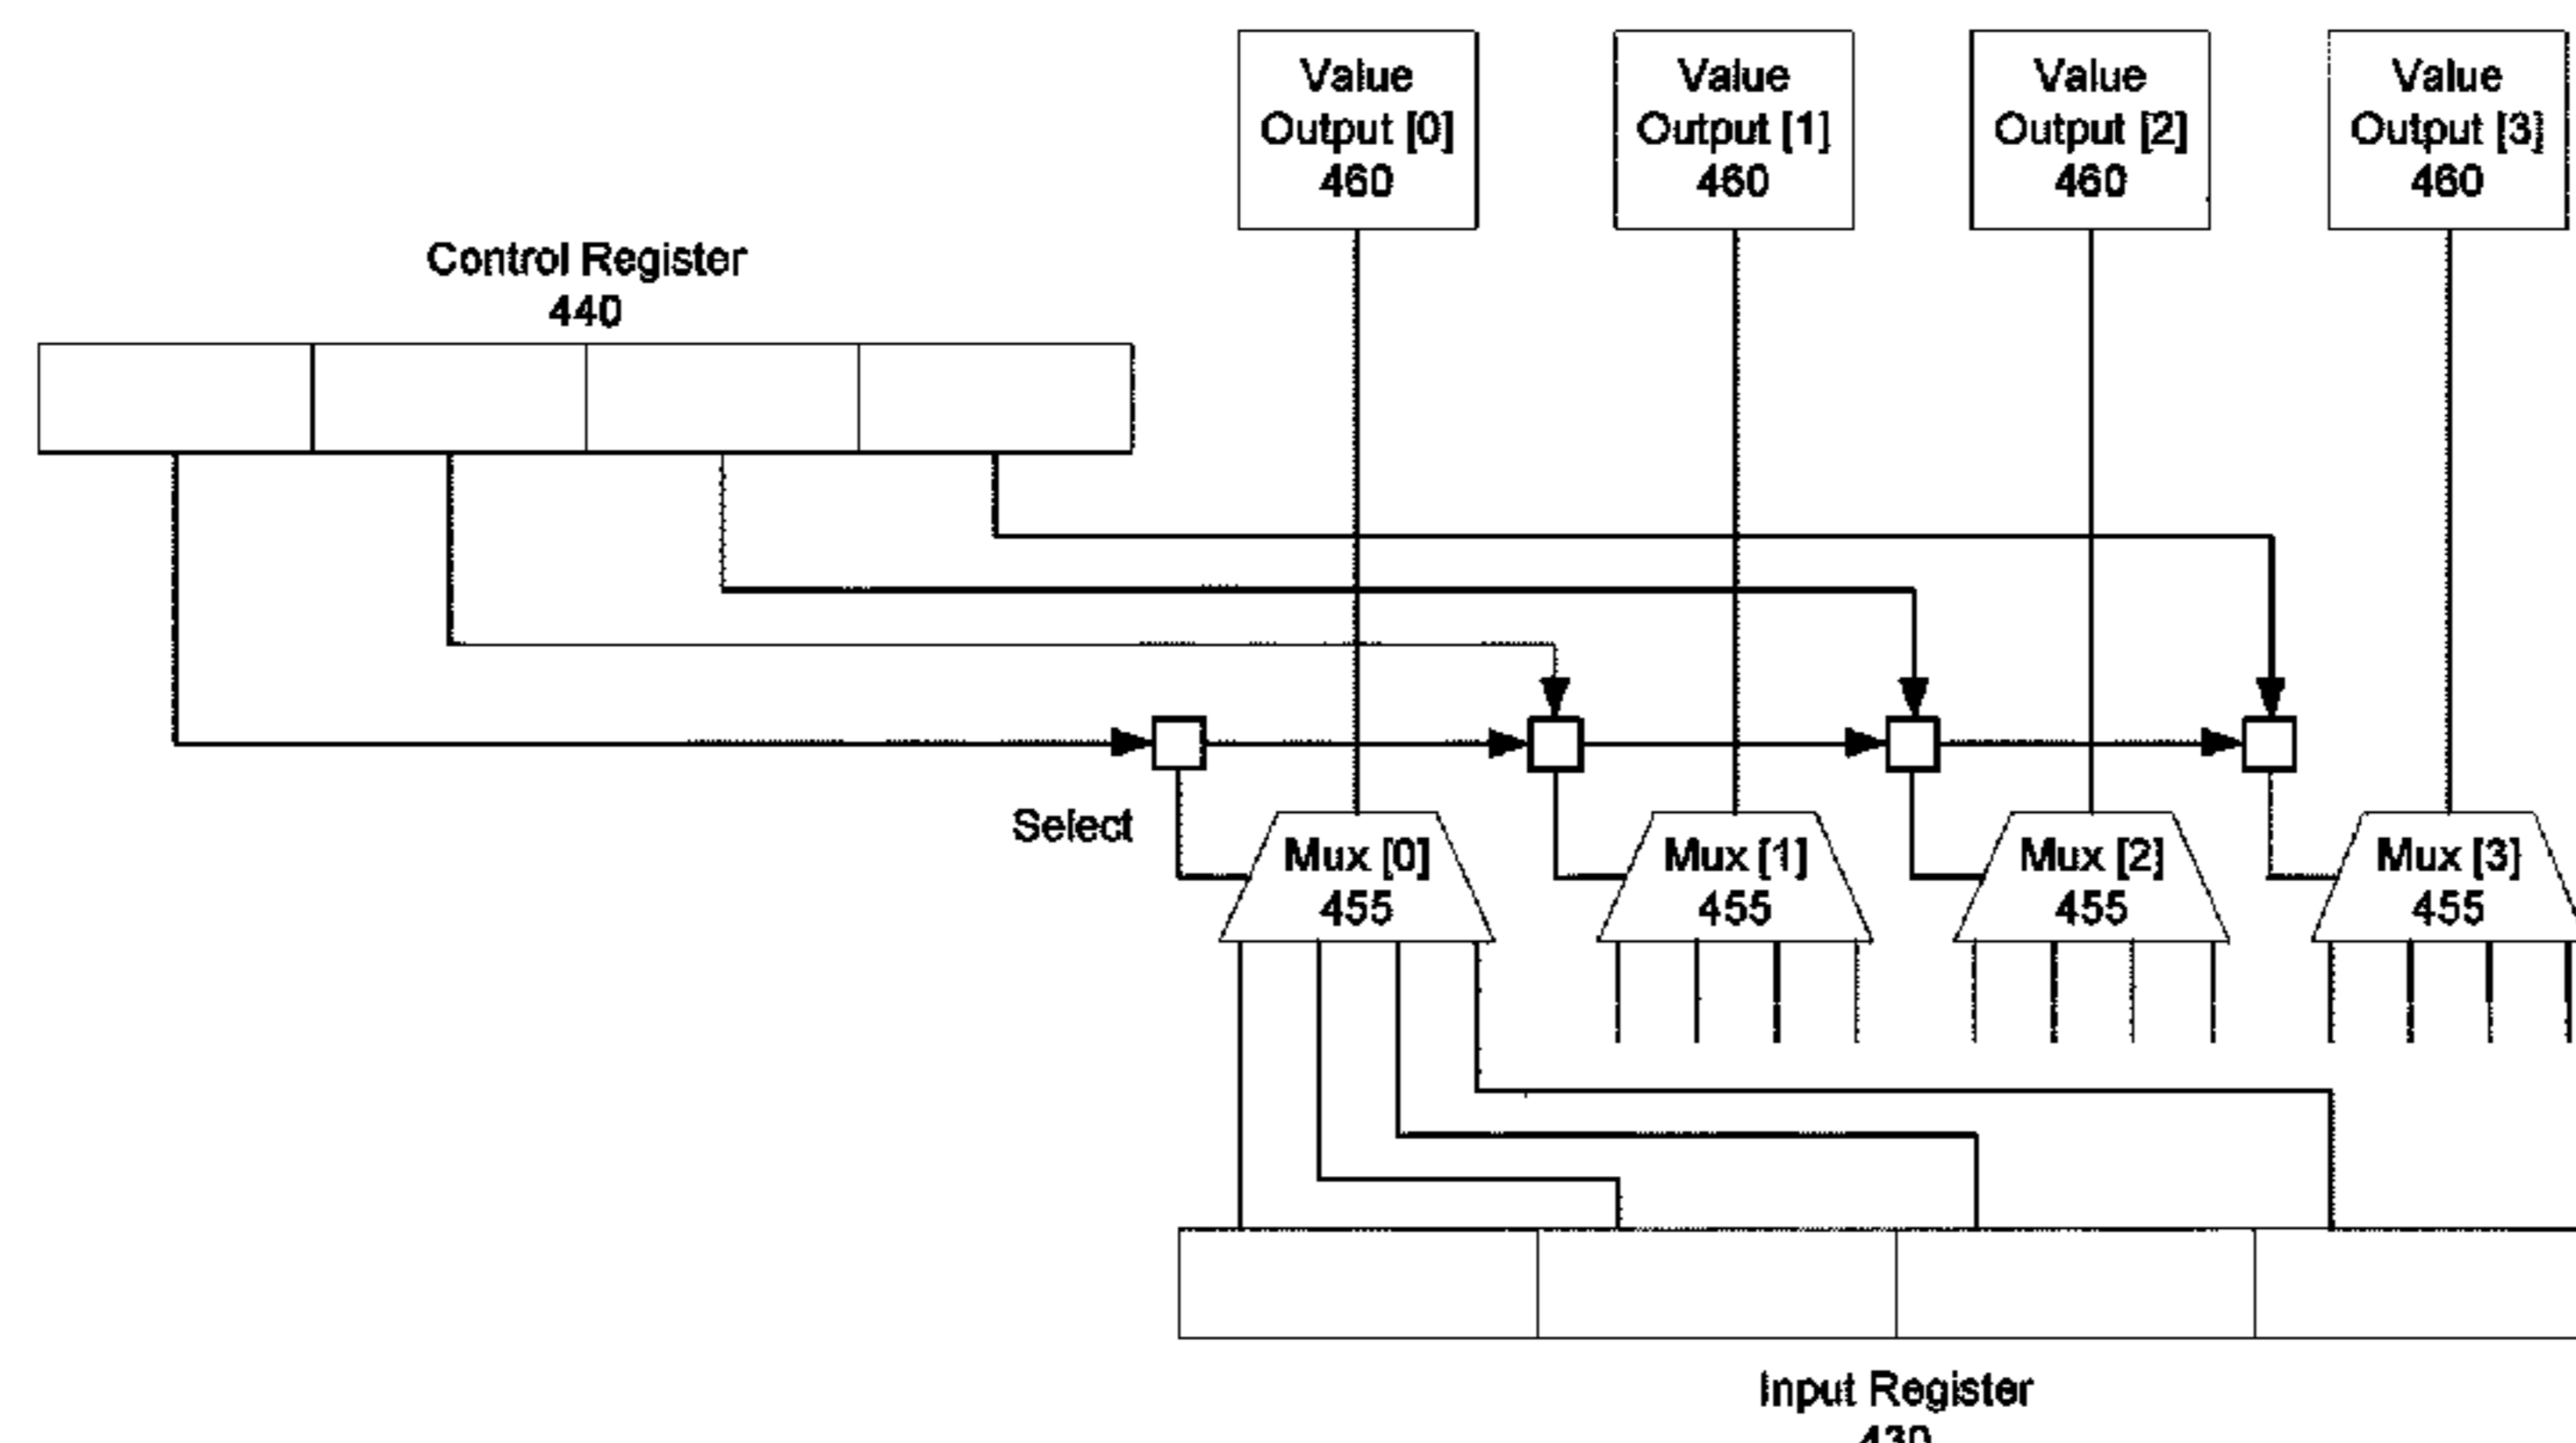 Value
Output [0]
460
Value
Output [1]
460
Value
Output [2]
460
Value
Output [3]
460
Control Register
440
Select
Mux [0]
455
Mux [1]
455
Mux [2]
455
Mux [3]
455
Input Register
430